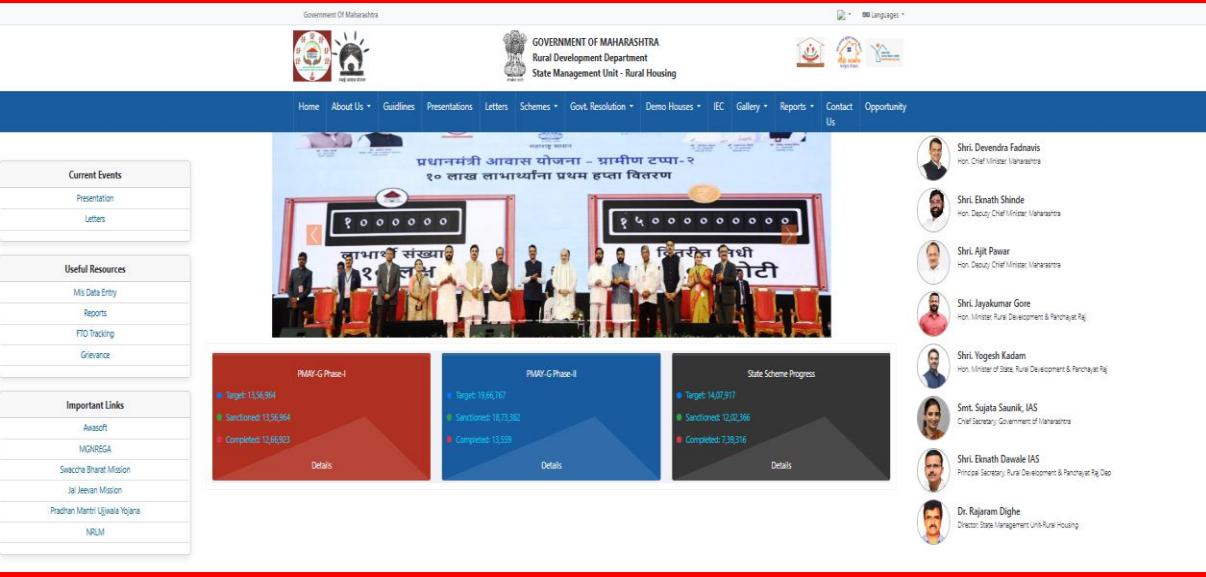 Government Of Maharashtra
Languages
GOVERNMENT OF MAHARASHTRA
Rural Development Department
State Management Unit - Rural Housing
Home About Us Guidlines Presentations Letters Schemes Govt. Resolution Demo Houses IEC Gallery Reports Contact Us Opportunity
प्रधानमंत्री आवास योजना - ग्रामीण टप्पा-२
१० लाख लाभार्थ्यांना प्रथम हप्ता वितरण
१०००००००
लाभार्थी संख्या
Current Events
Presentation
Letters
Useful Resources
Mis Data Entry
Reports
FTO Tracking
Grievance
Important Links
Awasoft
MGNREGA
Swaccha Bharat Mission
Jal Jeevan Mission
Pradhan Mantri Ujjwala Yojana
NRLM
PMAY-G Phase-I
Target: 13,56,964
Sanctioned: 13,56,964
Completed: 12,66,923
Details
PMAY-G Phase-II
Target: 19,66,767
Sanctioned: 18,73,382
Completed: 13,559
Details
State Scheme Progress
Target: 14,07,917
Sanctioned: 12,02,366
Completed: 7,39,316
Details
Shri. Devendra Fadnavis
Hon. Chief Minister, Maharashtra
Shri. Eknath Shinde
Hon. Deputy Chief Minister, Maharashtra
Shri. Ajit Pawar
Hon. Deputy Chief Minister, Maharashtra
Shri. Jayakumar Gore
Hon. Minister, Rural Development & Panchayat Raj
Shri. Yogesh Kadam
Hon. Minister of State, Rural Development & Panchayat Raj
Smt. Sujata Saunik, IAS
Chief Secretary, Government of Maharashtra
Shri. Eknath Dawale IAS
Principal Secretary, Rural Development & Panchayat Raj Dep
Dr. Rajaram Dighe
Director, State Management Unit-Rural Housing